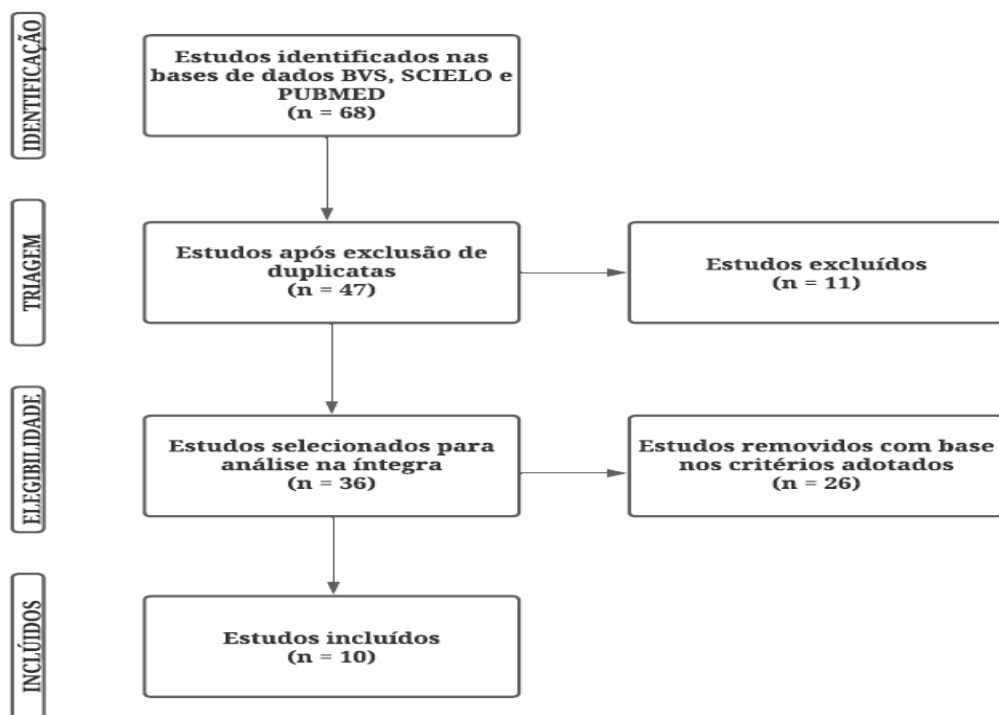 IDENTIFICAÇÃO
Estudos identificados nas
bases de dados BVS, SCIELO e
PUBMED
(n = 68)
TRIAGEM
Estudos após exclusão de
duplicatas
(n = 47)
Estudos excluídos
(n = 11)
ELEGIBILIDADE
Estudos selecionados para
análise na íntegra
(n = 36)
Estudos removidos com base
nos critérios adotados
(n = 26)
INCLÚIDOS
Estudos incluídos
(n = 10)